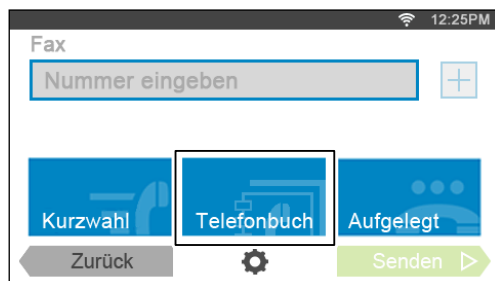 12:25PM
Fax
Nummer eingeben
Kurzwahl Telefonbuch Aufgelegt
Zurück Senden